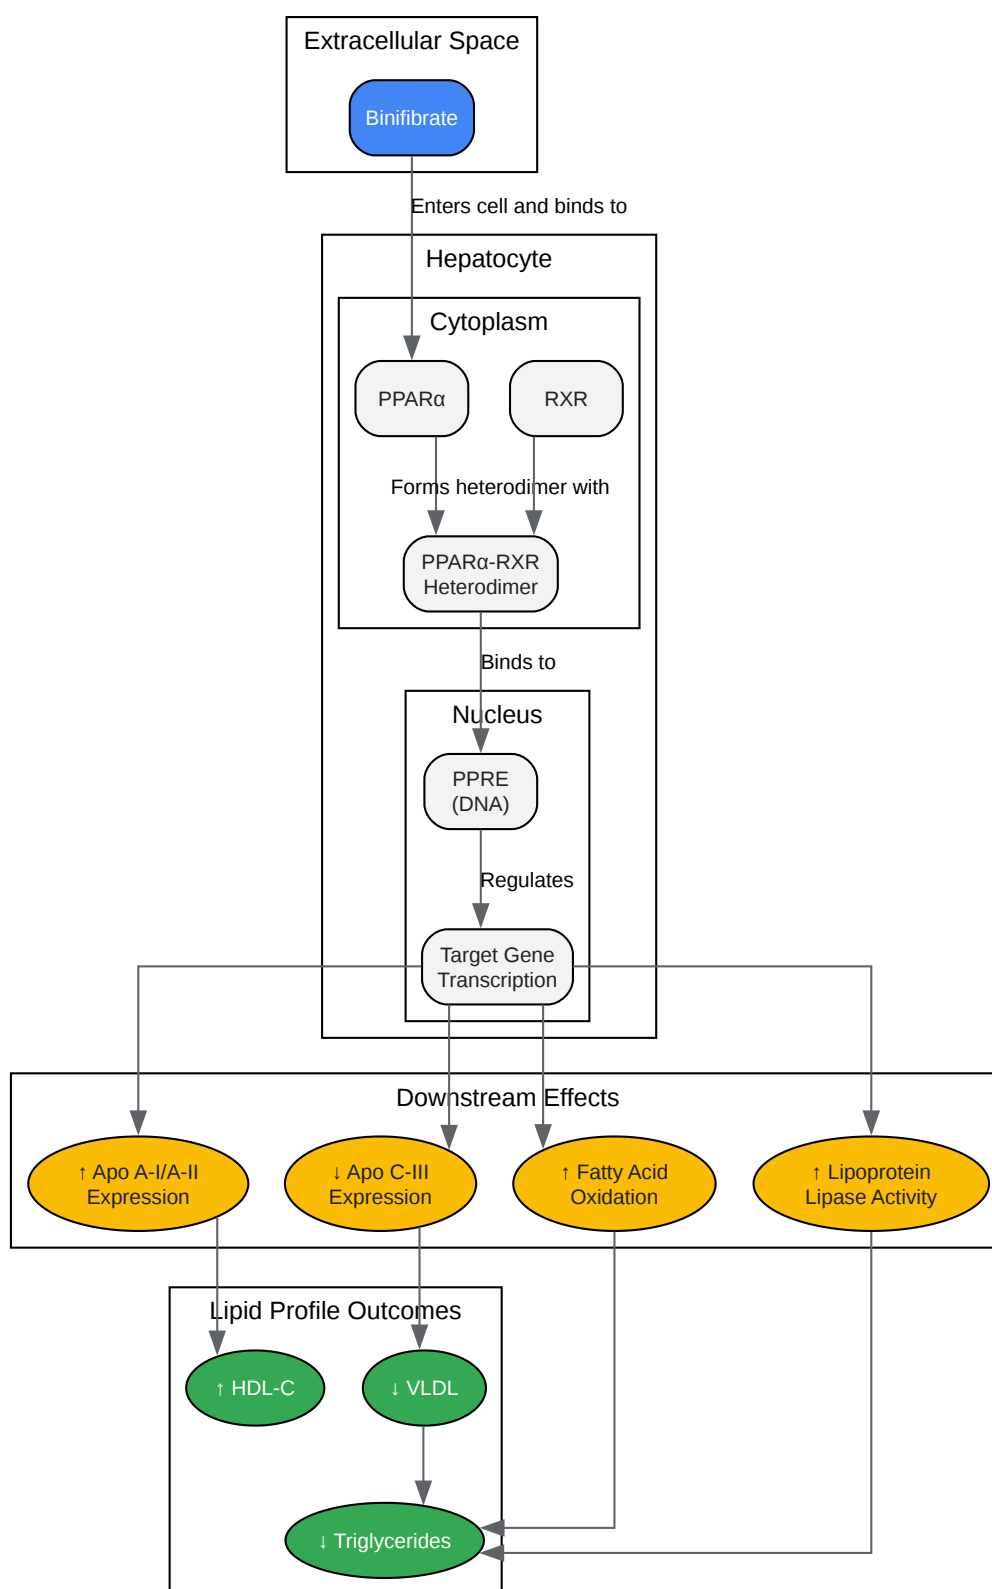 Extracellular Space
Binifibrate
Enters cell and binds to
Hepatocyte
Cytoplasm
PPARα
RXR
Forms heterodimer with
PPARα-RXR
Heterodimer
Binds to
Nucleus
PPRE
(DNA)
Regulates
Target Gene
Transcription
Downstream Effects
↑ Apo A-I/A-II
Expression
↓ Apo C-III
Expression
↑ Fatty Acid
Oxidation
↑ Lipoprotein
Lipase Activity
Lipid Profile Outcomes
↑ HDL-C
↓ VLDL
↓ Triglycerides